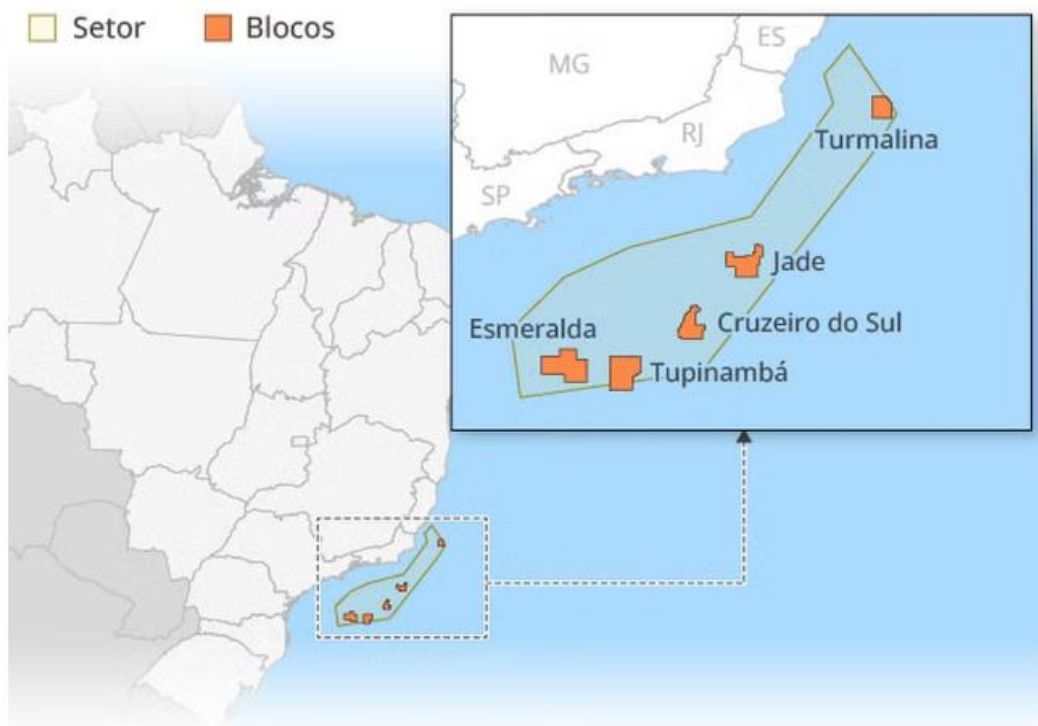 Setor
Blocos
MG
ES
RJ
SP
Turmalina
Jade
Cruzeiro do Sul
Esmeralda
Tupinambá